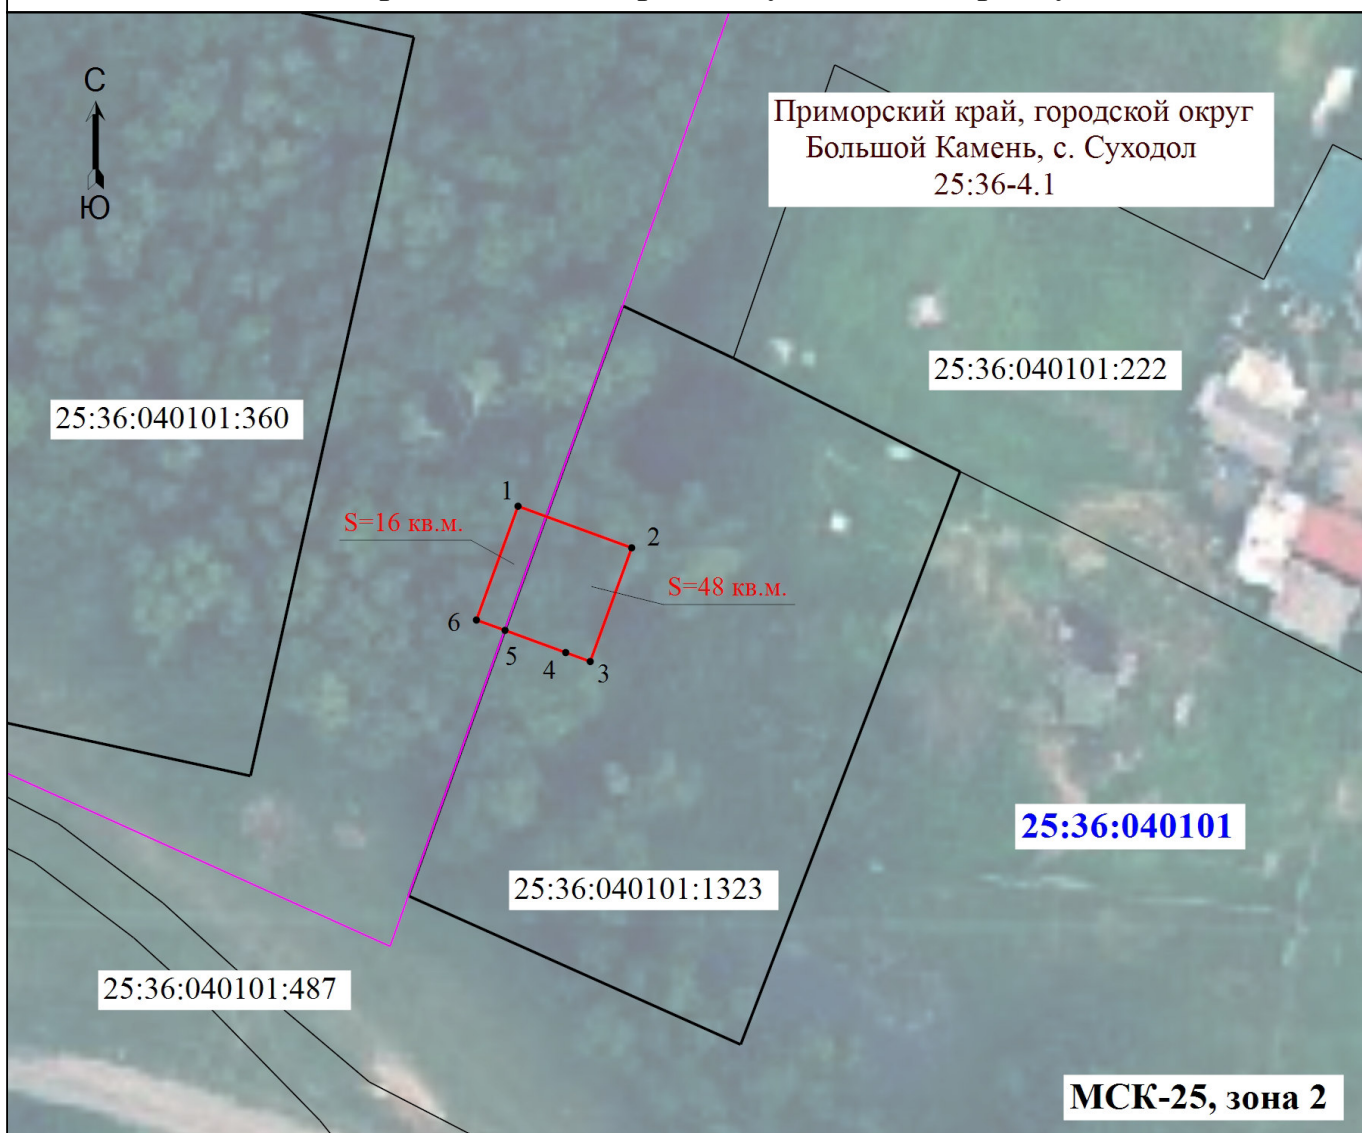 С
Ю
Приморский край, городской округ
Большой Камень, с. Суходол
25:36-4.1
25:36:040101:222
25:36:040101:360
1
S=16 кв.м.
2
S=48 кв.м.
6
5
4
3
25:36:040101
25:36:040101:1323
25:36:040101:487
МСК-25, зона 2